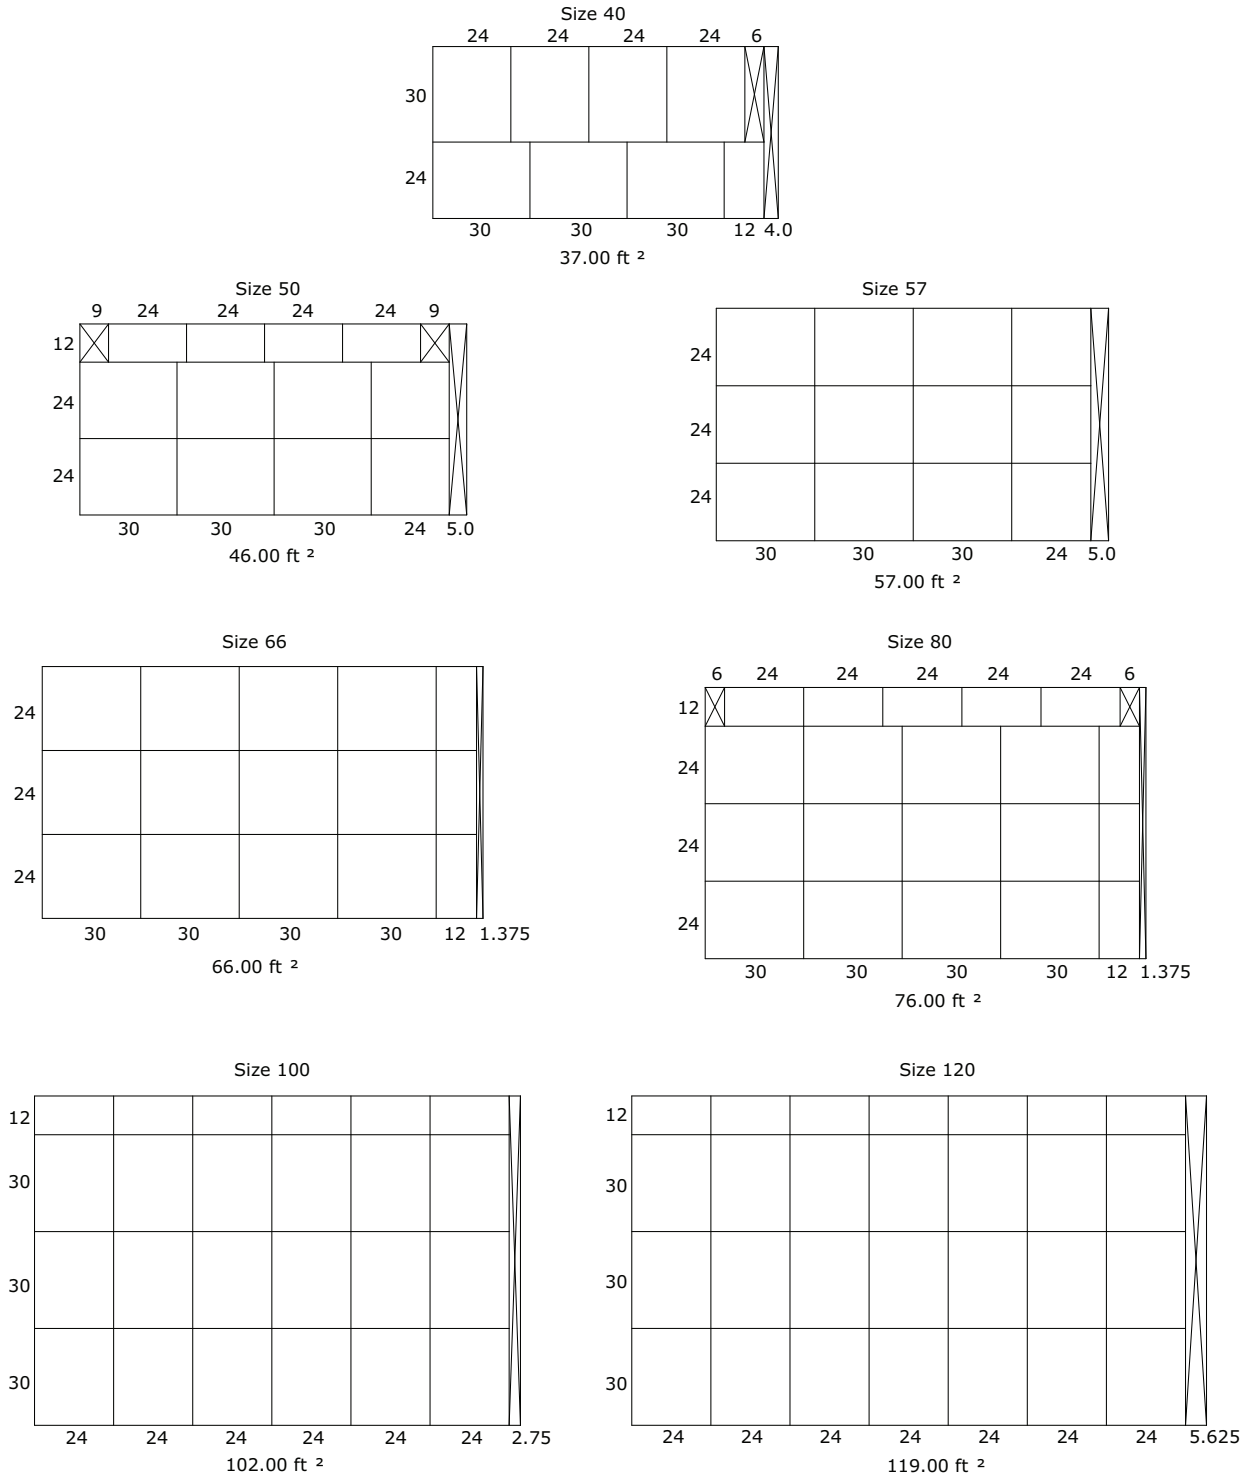 Size 40
24 24 24 24 6
30
24
30 30 30 12 4.0
37.00 ft ²
Size 50
9 24 24 24 24 9
12
24
24
30 30 30 24 5.0
46.00 ft ²
Size 57
24
24
24
30 30 30 24 5.0
57.00 ft ²
Size 66
24
24
24
30 30 30 30 12 1.375
66.00 ft ²
Size 80
6 24 24 24 24 24 6
12
24
24
24
30 30 30 30 12 1.375
76.00 ft ²
Size 100
12
30
30
30
24 24 24 24 24 24 2.75
102.00 ft ²
Size 120
12
30
30
30
24 24 24 24 24 24 24 5.625
119.00 ft ²